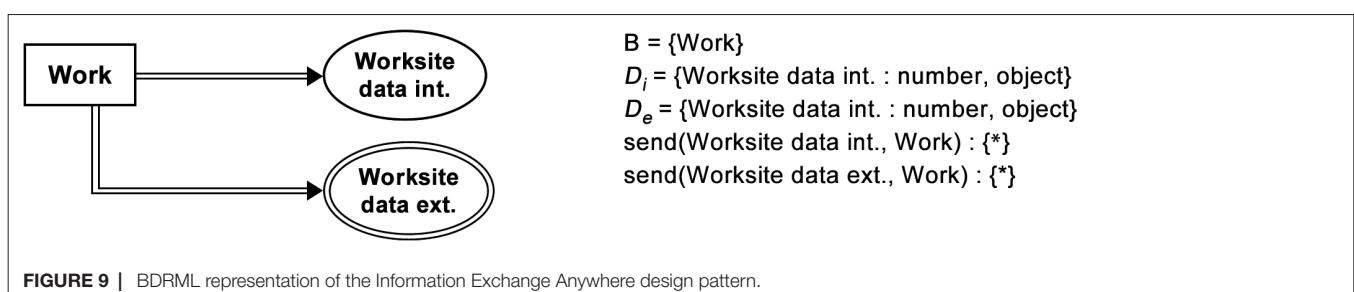 Work
Worksite
data int.
Worksite
data ext.
B = {Work}
Dᵢ = {Worksite data int. : number, object}
Dₑ = {Worksite data int. : number, object}
send(Worksite data int., Work) : {*}
send(Worksite data ext., Work) : {*}
FIGURE 9 | BDRML representation of the Information Exchange Anywhere design pattern.